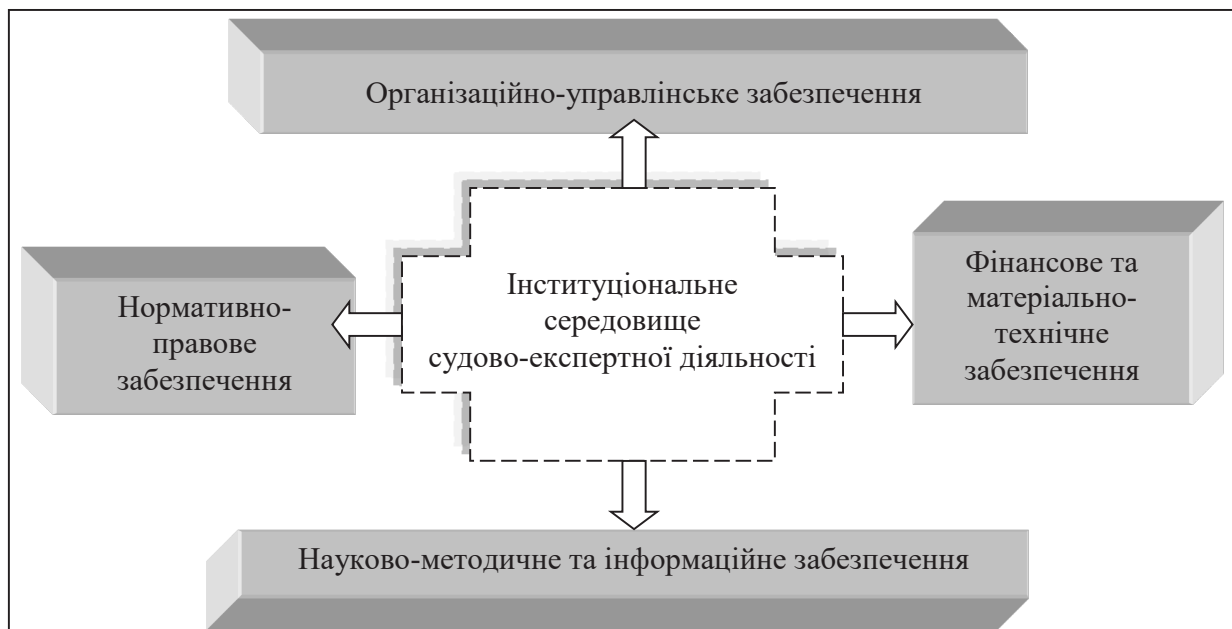 Організаційно-управлінське забезпечення
Нормативно-
правове
забезпечення
Інституціональне
середовище
судово-експертної діяльності
Фінансове та
матеріально-
технічне
забезпечення
Науково-методичне та інформаційне забезпечення